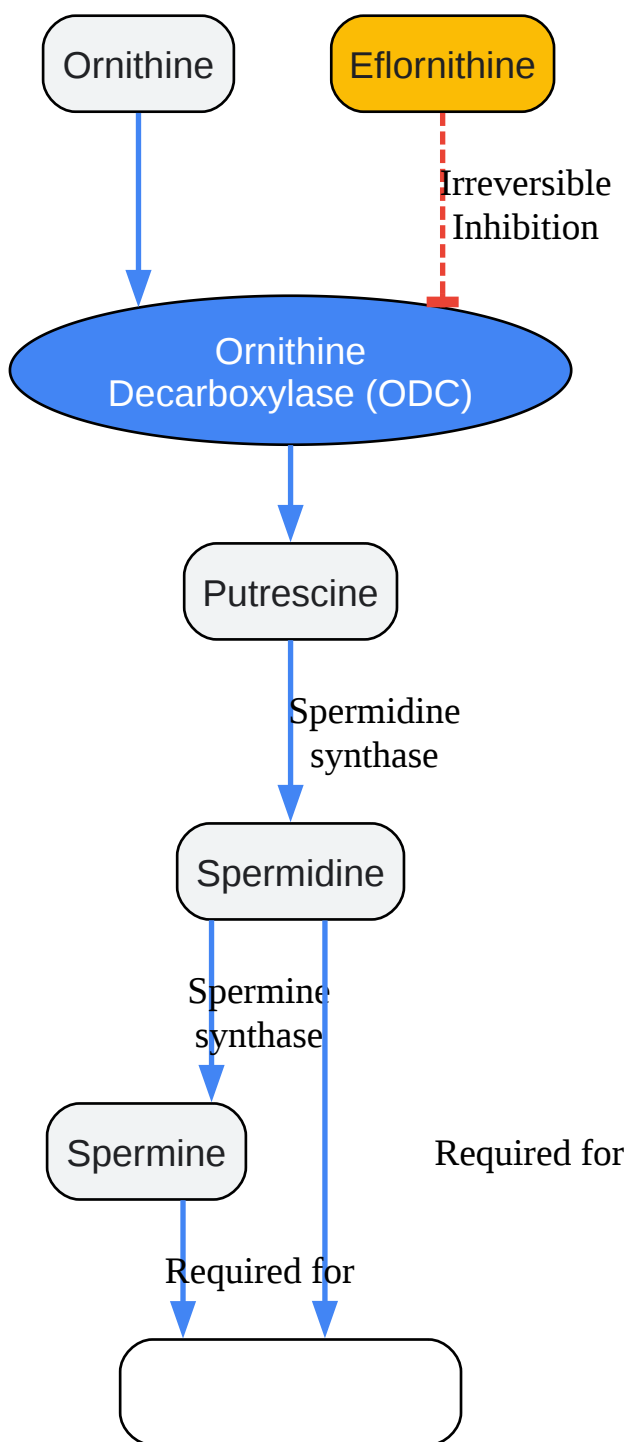 Ornithine
Eflornithine
Irreversible
Inhibition
Ornithine
Decarboxylase (ODC)
Putrescine
Spermidine
synthase
Spermidine
Spermine
synthase
Spermine
Required for
Required for